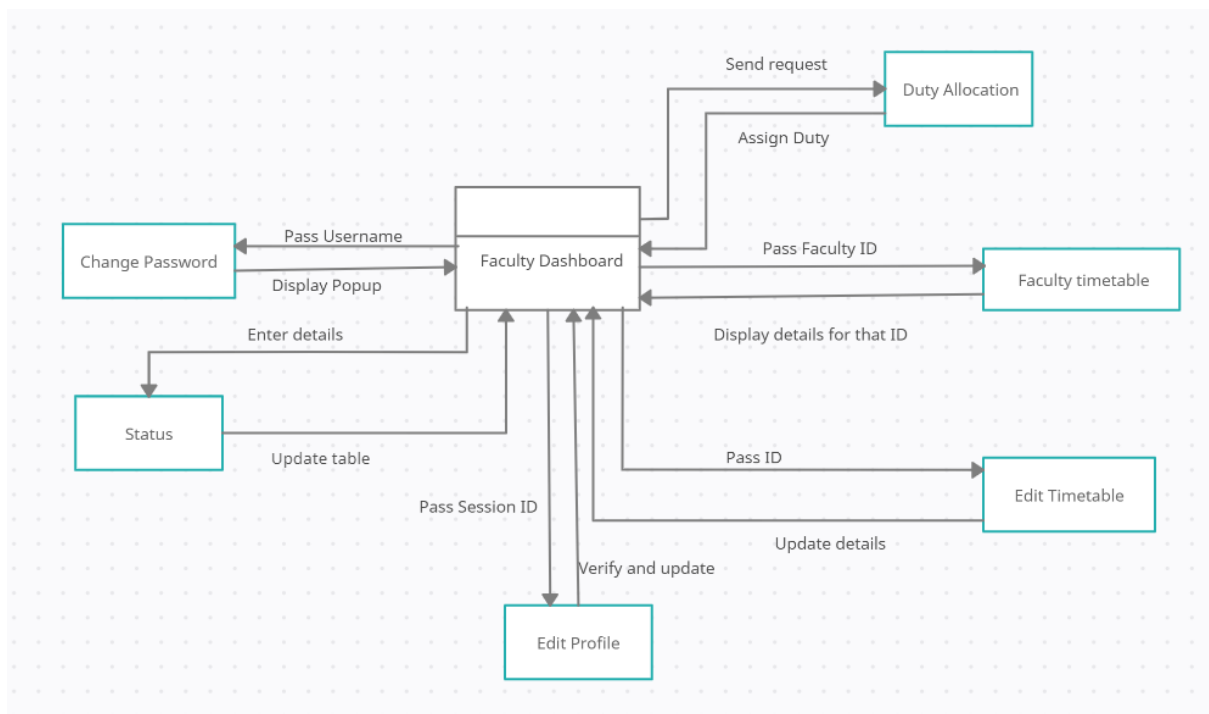 Send request
Duty Allocation
Assign Duty
Pass Username
Change Password
Display Popup
Faculty Dashboard
Pass Faculty ID
Faculty timetable
Display details for that ID
Enter details
Status
Update table
Pass ID
Edit Timetable
Update details
Pass Session ID
Verify and update
Edit Profile